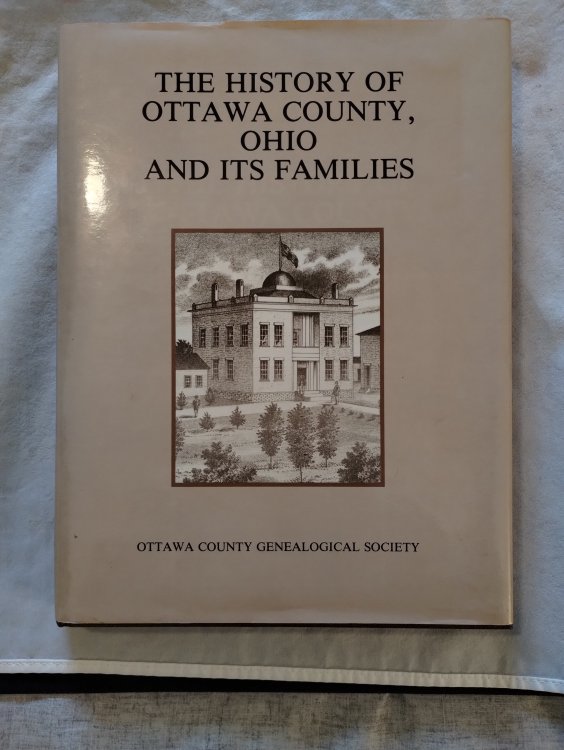 THE HISTORY OF
OTTAWA COUNTY,
OHIO
AND ITS FAMILIES
OTTAWA COUNTY GENEALOGICAL SOCIETY